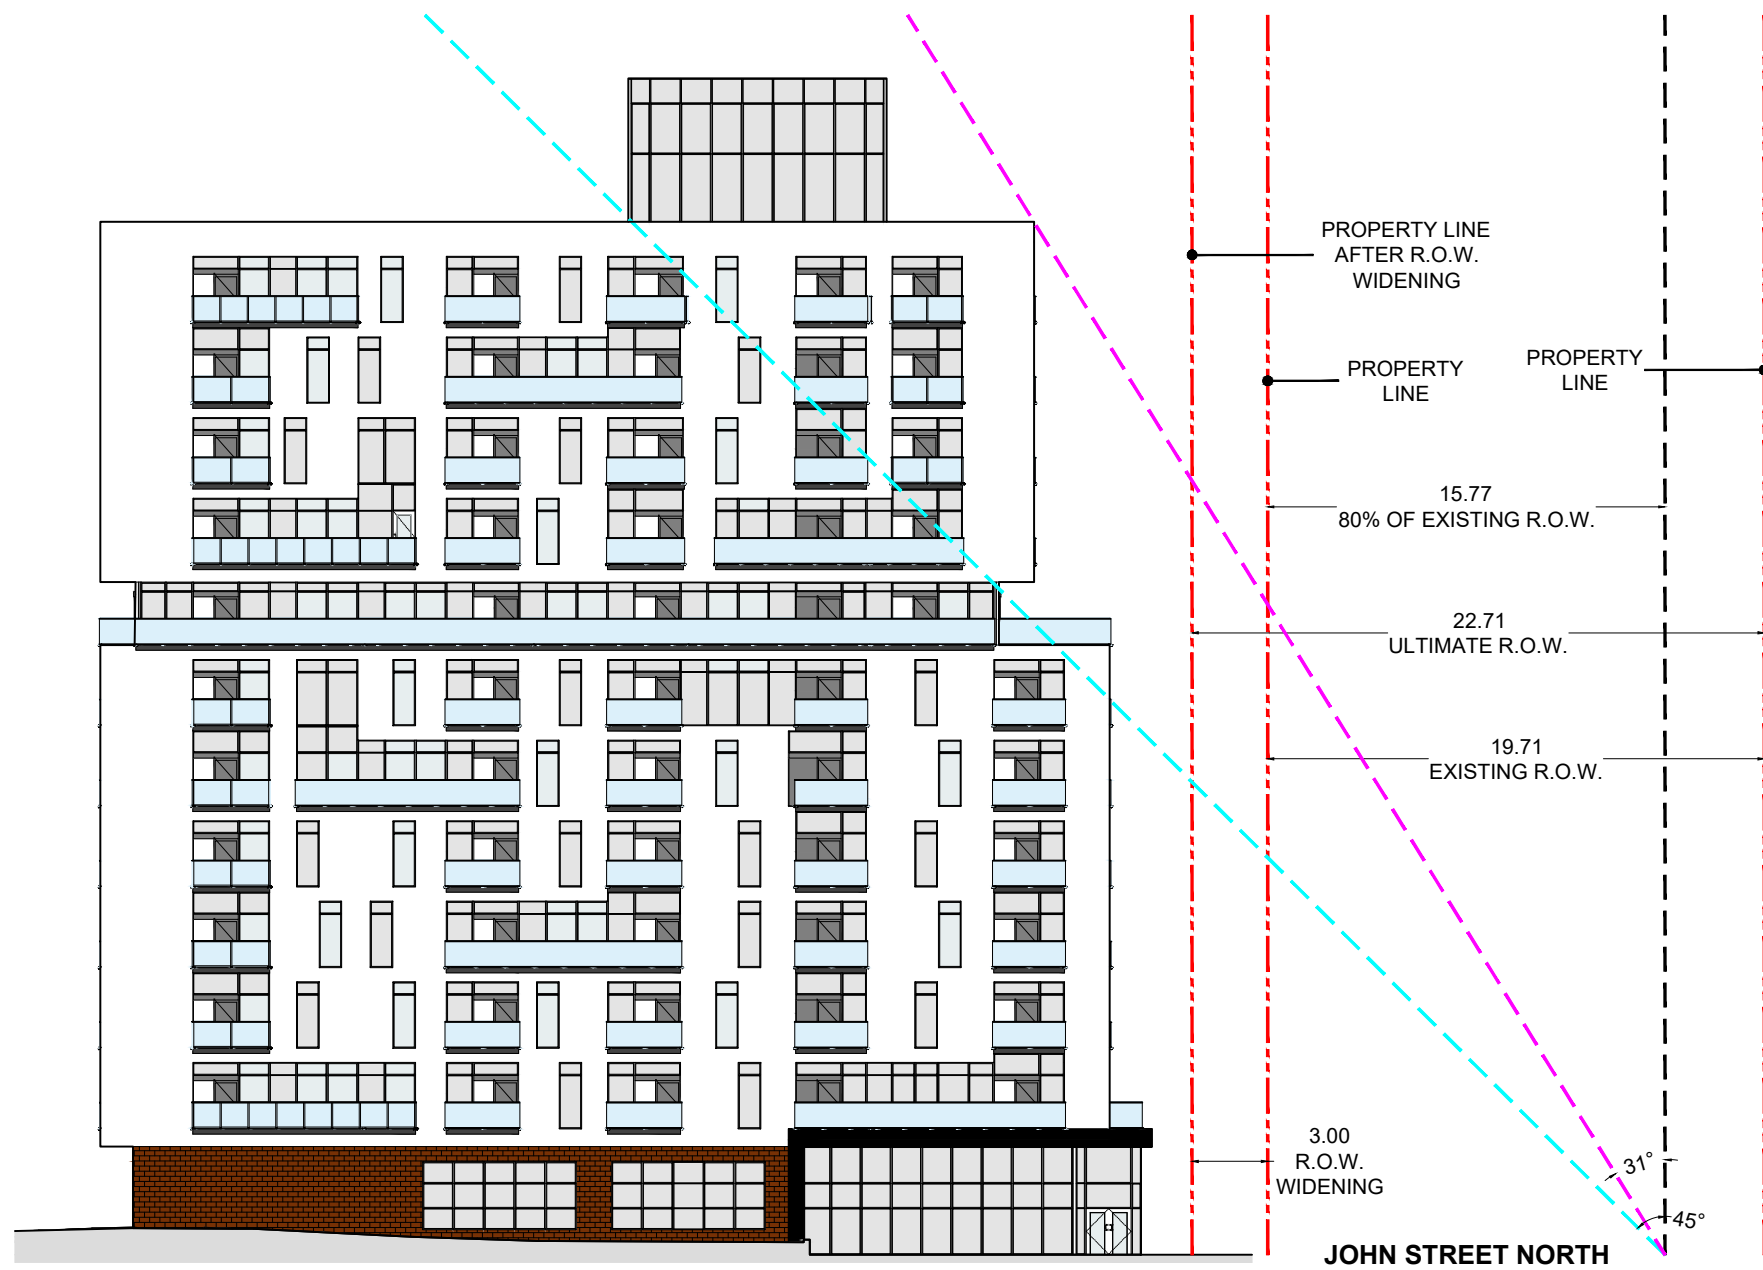 PROPERTY LINE
AFTER R.O.W.
WIDENING
PROPERTY
LINE
PROPERTY
LINE
15.77
80% OF EXISTING R.O.W.
22.71
ULTIMATE R.O.W.
19.71
EXISTING R.O.W.
3.00
R.O.W.
WIDENING
31°
45°
JOHN STREET NORTH